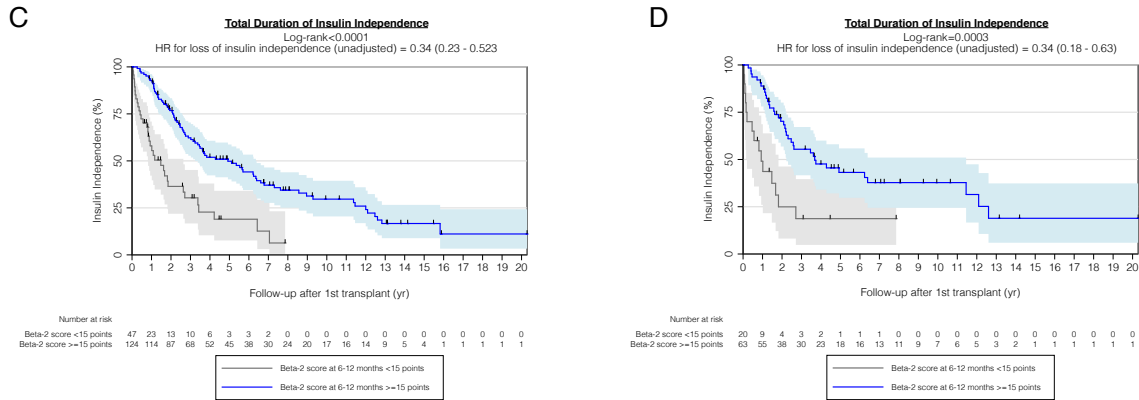 C
Total Duration of Insulin Independence
Log-rank<0.0001
HR for loss of insulin independence (unadjusted) = 0.34 (0.23 - 0.523
100
75
50
25
0
Insulin Independence (%)
0 1 2 3 4 5 6 7 8 9 10 11 12 13 14 15 16 17 18 19 20
Follow-up after 1st transplant (yr)
Number at risk
Beta-2 score <15 points 47 23 13 10 6 3 3 2 0 0 0 0 0 0 0 0 0 0 0 0 0
Beta-2 score >=15 points 124 114 87 68 52 45 38 30 24 20 17 16 14 9 5 4 1 1 1 1 1
Beta-2 score at 6-12 months <15 points
Beta-2 score at 6-12 months >=15 points
D
Total Duration of Insulin Independence
Log-rank=0.0003
HR for loss of insulin independence (unadjusted) = 0.34 (0.18 - 0.63)
100
75
50
25
0
Insulin Independence (%)
0 1 2 3 4 5 6 7 8 9 10 11 12 13 14 15 16 17 18 19 20
Follow-up after 1st transplant (yr)
Number at risk
Beta-2 score <15 points 20 9 4 3 2 1 1 1 0 0 0 0 0 0 0 0 0 0 0 0 0
Beta-2 score >=15 points 63 55 38 30 23 18 16 13 11 9 7 6 5 3 2 1 1 1 1 1 1
Beta-2 score at 6-12 months <15 points
Beta-2 score at 6-12 months >=15 points